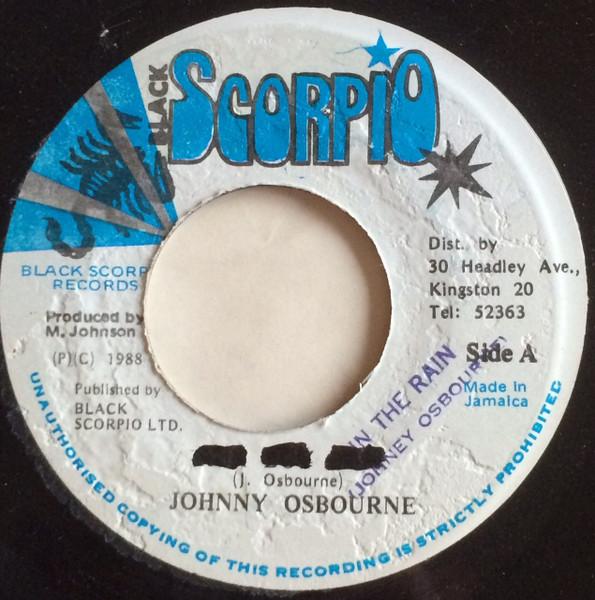 BLACK
SCORPIO
BLACK SCORP
RECORDS
Produced by
M. Johnson
(P)(C) 1988
Published by
BLACK
SCORPIO LTD.
Dist. by
30 Headley Ave.,
Kingston 20
Tel: 52363
Side A
Made in
Jamaica
IN THE RAIN
(JOHNEY OSBOURNE)
(J. Osbourne)
JOHNNY OSBOURNE
UNAUTHORISED COPYING OF THIS RECORDING IS STRICTLY PROHIBITED